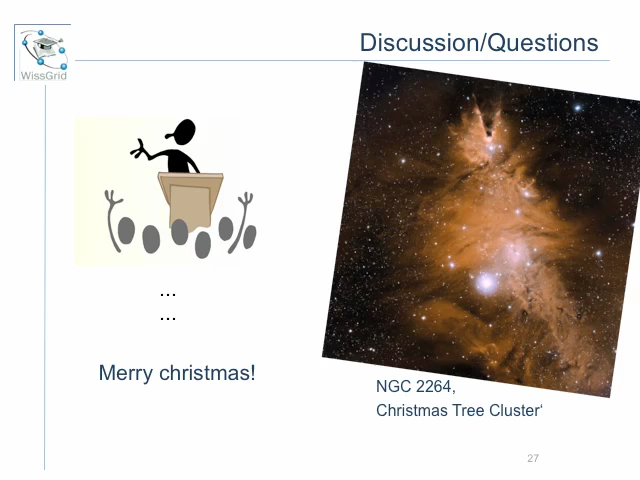 Discussion/Questions
WissGrid
...
...
Merry christmas!
NGC 2264,
Christmas Tree Cluster‘
27